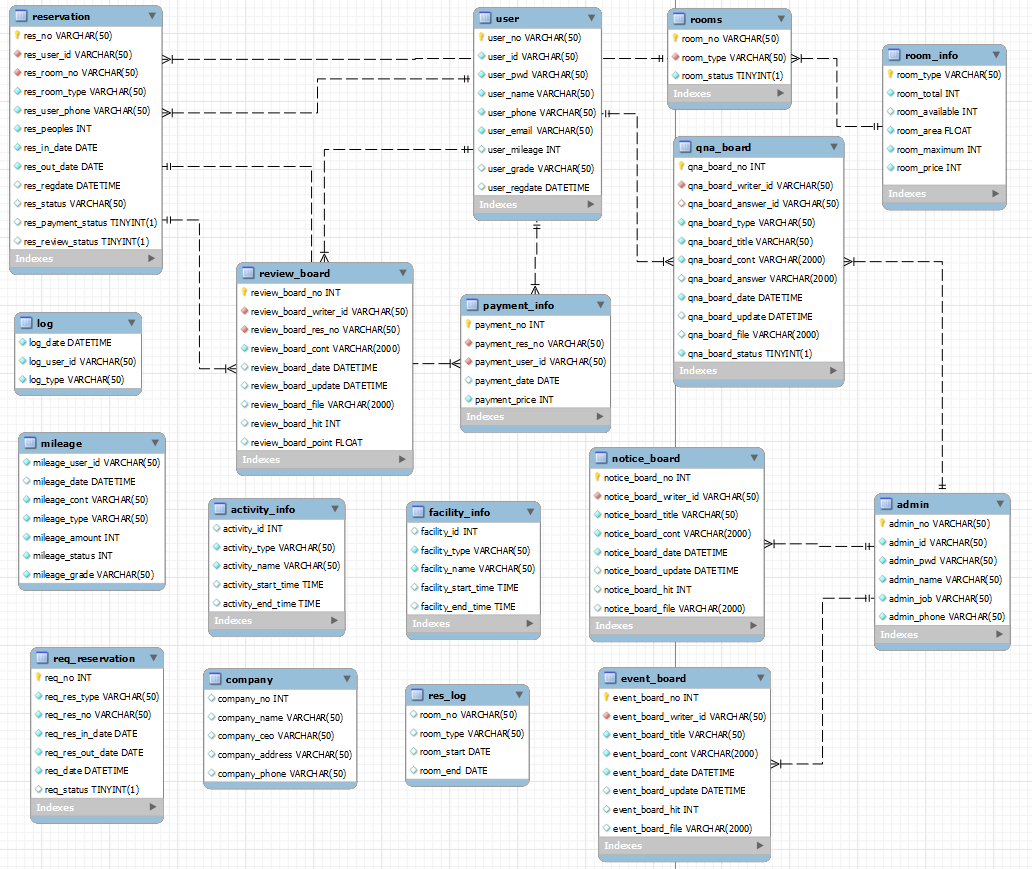 reservation
res_no VARCHAR(50)
res_user_id VARCHAR(50)
res_room_no VARCHAR(50)
res_room_type VARCHAR(50)
res_user_phone VARCHAR(50)
res_peoples INT
res_in_date DATE
res_out_date DATE
res_regdate DATETIME
res_status VARCHAR(50)
res_payment_status TINYINT(1)
res_review_status TINYINT(1)
Indexes
user
user_no VARCHAR(50)
user_id VARCHAR(50)
user_pwd VARCHAR(50)
user_name VARCHAR(50)
user_phone VARCHAR(50)
user_email VARCHAR(50)
user_mileage INT
user_grade VARCHAR(50)
user_regdate DATETIME
Indexes
rooms
room_no VARCHAR(50)
room_type VARCHAR(50)
room_status TINYINT(1)
Indexes
room_info
room_type VARCHAR(50)
room_total INT
room_available INT
room_area FLOAT
room_maximum INT
room_price INT
Indexes
qna_board
qna_board_no INT
qna_board_writer_id VARCHAR(50)
qna_board_answer_id VARCHAR(50)
qna_board_type VARCHAR(50)
qna_board_title VARCHAR(50)
qna_board_cont VARCHAR(2000)
qna_board_answer VARCHAR(2000)
qna_board_date DATETIME
qna_board_update DATETIME
qna_board_file VARCHAR(2000)
qna_board_status TINYINT(1)
Indexes
review_board
review_board_no INT
review_board_writer_id VARCHAR(50)
review_board_res_no VARCHAR(50)
review_board_cont VARCHAR(2000)
review_board_date DATETIME
review_board_update DATETIME
review_board_file VARCHAR(2000)
review_board_hit INT
review_board_point FLOAT
Indexes
payment_info
payment_no INT
payment_res_no VARCHAR(50)
payment_user_id VARCHAR(50)
payment_date DATE
payment_price INT
Indexes
log
log_date DATETIME
log_user_id VARCHAR(50)
log_type VARCHAR(50)
mileage
mileage_user_id VARCHAR(50)
mileage_date DATETIME
mileage_cont VARCHAR(50)
mileage_type VARCHAR(50)
mileage_amount INT
mileage_status INT
mileage_grade VARCHAR(50)
activity_info
activity_id INT
activity_type VARCHAR(50)
activity_name VARCHAR(50)
activity_start_time TIME
activity_end_time TIME
Indexes
facility_info
facility_id INT
facility_type VARCHAR(50)
facility_name VARCHAR(50)
facility_start_time TIME
facility_end_time TIME
Indexes
notice_board
notice_board_no INT
notice_board_writer_id VARCHAR(50)
notice_board_title VARCHAR(50)
notice_board_cont VARCHAR(2000)
notice_board_date DATETIME
notice_board_update DATETIME
notice_board_hit INT
notice_board_file VARCHAR(2000)
Indexes
admin
admin_no VARCHAR(50)
admin_id VARCHAR(50)
admin_pwd VARCHAR(50)
admin_name VARCHAR(50)
admin_job VARCHAR(50)
admin_phone VARCHAR(50)
Indexes
req_reservation
req_no INT
req_res_type VARCHAR(50)
req_res_no VARCHAR(50)
req_res_in_date DATE
req_res_out_date DATE
req_date DATETIME
req_status TINYINT(1)
Indexes
company
company_no INT
company_name VARCHAR(50)
company_ceo VARCHAR(50)
company_address VARCHAR(50)
company_phone VARCHAR(50)
res_log
room_no VARCHAR(50)
room_type VARCHAR(50)
room_start DATE
room_end DATE
event_board
event_board_no INT
event_board_writer_id VARCHAR(50)
event_board_title VARCHAR(50)
event_board_cont VARCHAR(2000)
event_board_date DATETIME
event_board_update DATETIME
event_board_hit INT
event_board_file VARCHAR(2000)
Indexes